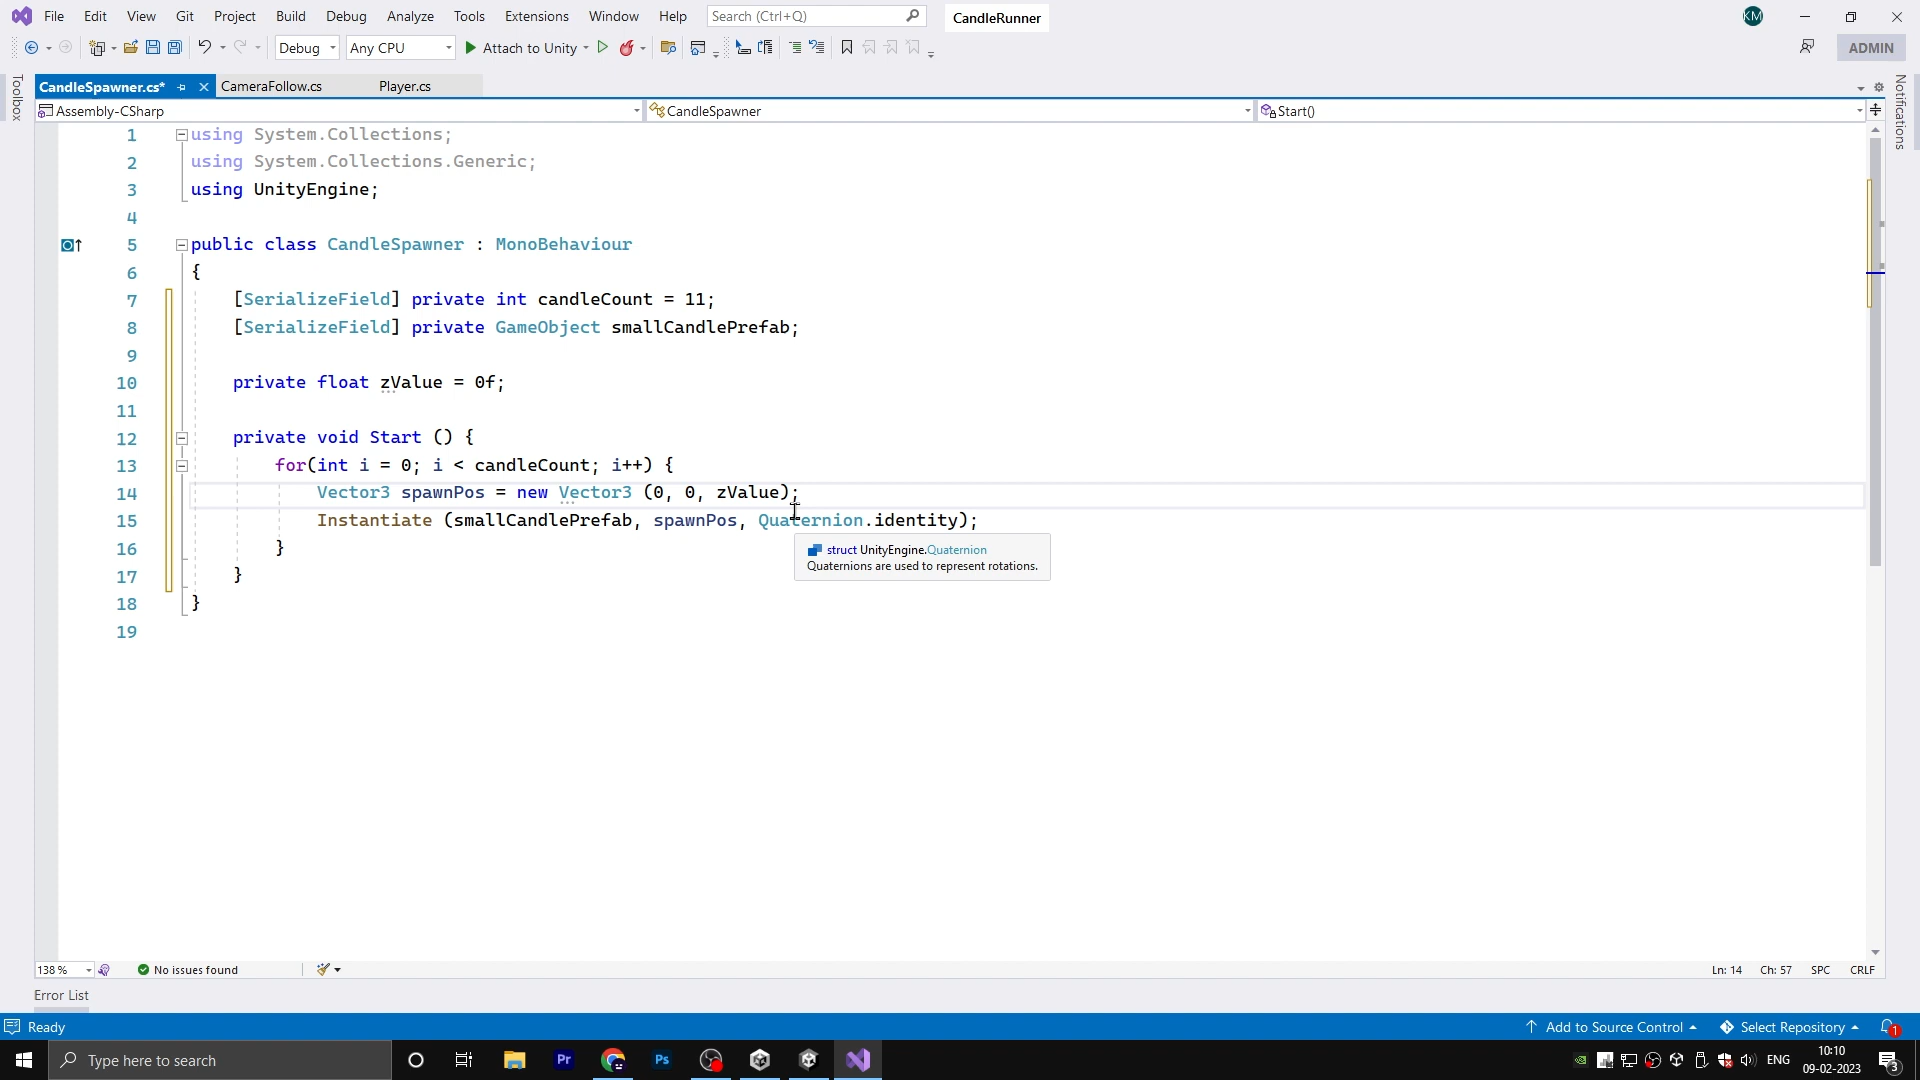 File Edit View Git Project Build Debug Analyze Tools Extensions Window Help Search (Ctrl+Q) CandleRunner KM
Debug Any CPU Attach to Unity ADMIN
Toolbox
CandleSpawner.cs* CameraFollow.cs Player.cs
Notifications
Assembly-CSharp CandleSpawner Start()
1 using System.Collections;
2 using System.Collections.Generic;
3 using UnityEngine;
4
5 public class CandleSpawner : MonoBehaviour
6 {
7 [SerializeField] private int candleCount = 11;
8 [SerializeField] private GameObject smallCandlePrefab;
9
10 private float zValue = 0f;
11
12 private void Start () {
13 for(int i = 0; i < candleCount; i++) {
14 Vector3 spawnPos = new Vector3 (0, 0, zValue);
15 Instantiate (smallCandlePrefab, spawnPos, Quaternion.identity);
16 }
struct UnityEngine.Quaternion
Quaternions are used to represent rotations.
17 }
18 }
19
138 % No issues found Ln: 14 Ch: 57 SPC CRLF
Error List
Ready Add to Source Control Select Repository 1
Type here to search Pr Ps ENG 10:10
09-02-2023 3